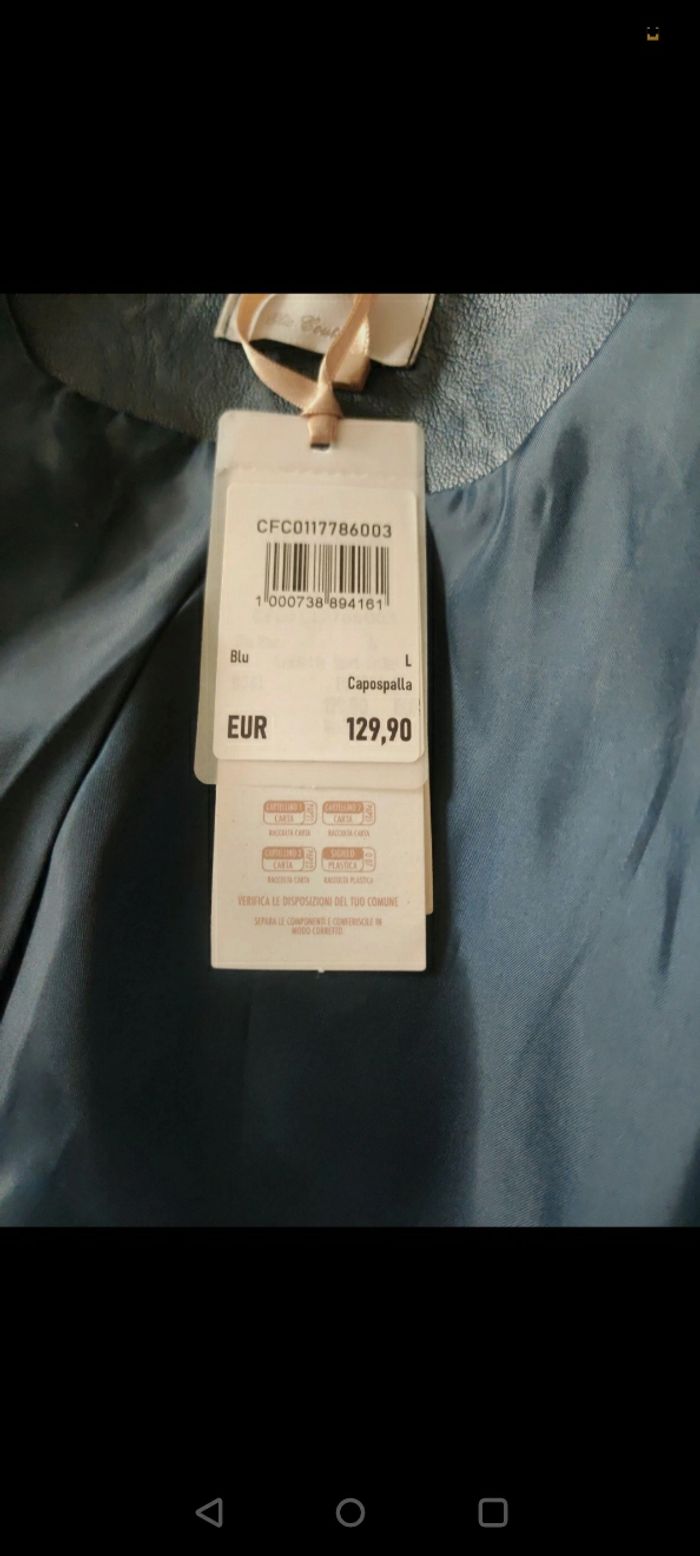 CFC0117786003
1 000738 894161
Blu L
Capospalla
EUR 129,90
CARTELLINO 1 CARTELLINO 2
CARTA CARTA
RACCOLTA CARTA RACCOLTA CARTA
CARTELLINO 3 SIGILLO
CARTA PLASTICA
RACCOLTA CARTA RACCOLTA PLASTICA
VERIFICA LE DISPOSIZIONI DEL TUO COMUNE
SEPARA LE COMPONENTI E CONFERISCILE IN
MODO CORRETTO